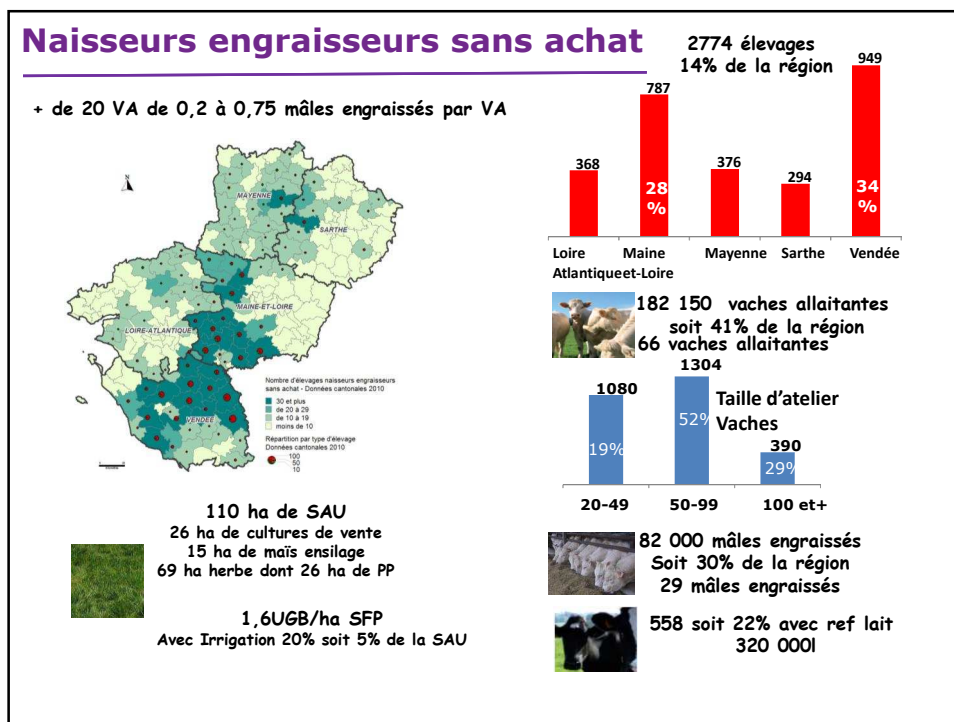 Naisseurs engraisseurs sans achat
+ de 20 VA de 0,2 à 0,75 mâles engraissés par VA
N
MAYENNE
SARTHE
LOIRE-ATLANTIQUE
MAINE-ET-LOIRE
VENDÉE
Nombre d'élevages naisseurs engraisseurs
sans achat - Données cantonales 2010
30 et plus
de 20 à 29
de 10 à 19
moins de 10
Répartition par type d'élevage
Données cantonales 2010
100
50
10
110 ha de SAU
26 ha de cultures de vente
15 ha de maïs ensilage
69 ha herbe dont 26 ha de PP
1,6UGB/ha SFP
Avec Irrigation 20% soit 5% de la SAU
2774 élevages
14% de la région
368
787
376
294
949
28
%
34
%
Loire
Atlantique
Maine
et-Loire
Mayenne
Sarthe
Vendée
182 150 vaches allaitantes
soit 41% de la région
66 vaches allaitantes
1080
1304
390
19%
52%
29%
Taille d'atelier
Vaches
20-49
50-99
100 et+
82 000 mâles engraissés
Soit 30% de la région
29 mâles engraissés
558 soit 22% avec ref lait
320 000l